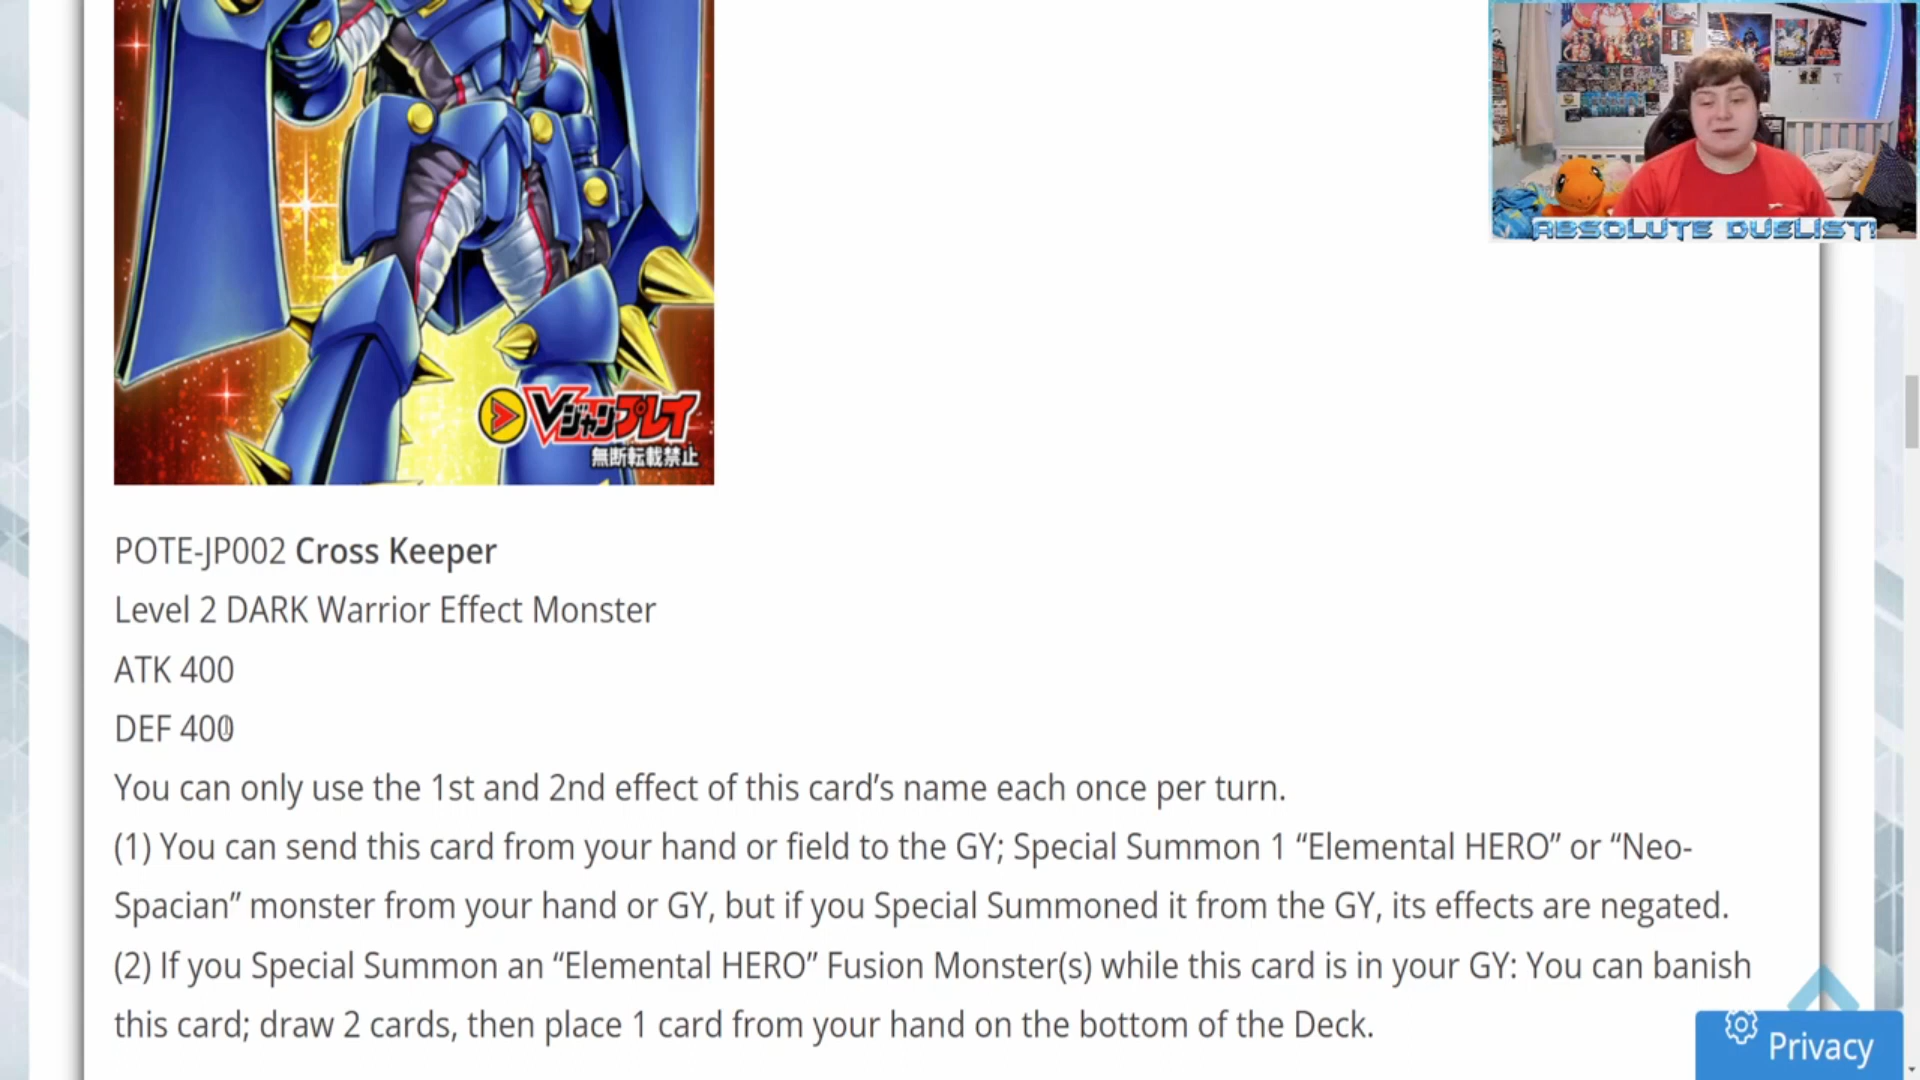 ABSOLUTE DUELIST!
Vジャンプレイ
無断転載禁止
POTE-JP002 Cross Keeper
Level 2 DARK Warrior Effect Monster
ATK 400
DEF 400
You can only use the 1st and 2nd effect of this card’s name each once per turn.
(1) You can send this card from your hand or field to the GY; Special Summon 1 “Elemental HERO” or “Neo-
Spacian” monster from your hand or GY, but if you Special Summoned it from the GY, its effects are negated.
(2) If you Special Summon an “Elemental HERO” Fusion Monster(s) while this card is in your GY: You can banish
this card; draw 2 cards, then place 1 card from your hand on the bottom of the Deck.
Privacy